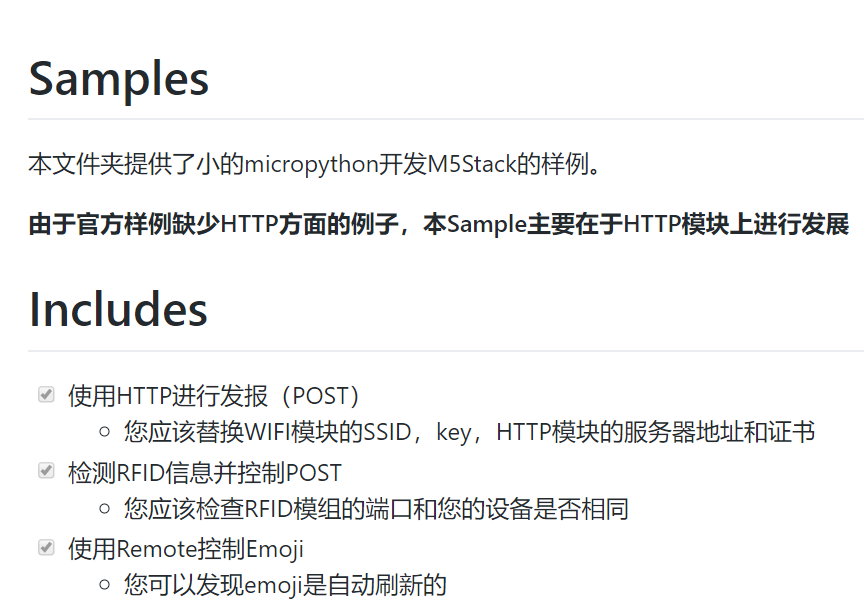 Samples
本文件夹提供了小的micropython开发M5Stack的样例。
由于官方样例缺少HTTP方面的例子，本Sample主要在于HTTP模块上进行发展
Includes
使用HTTP进行发报（POST）
您应该替换WIFI模块的SSID，key，HTTP模块的服务器地址和证书
检测RFID信息并控制POST
您应该检查RFID模组的端口和您的设备是否相同
使用Remote控制Emoji
您可以发现emoji是自动刷新的